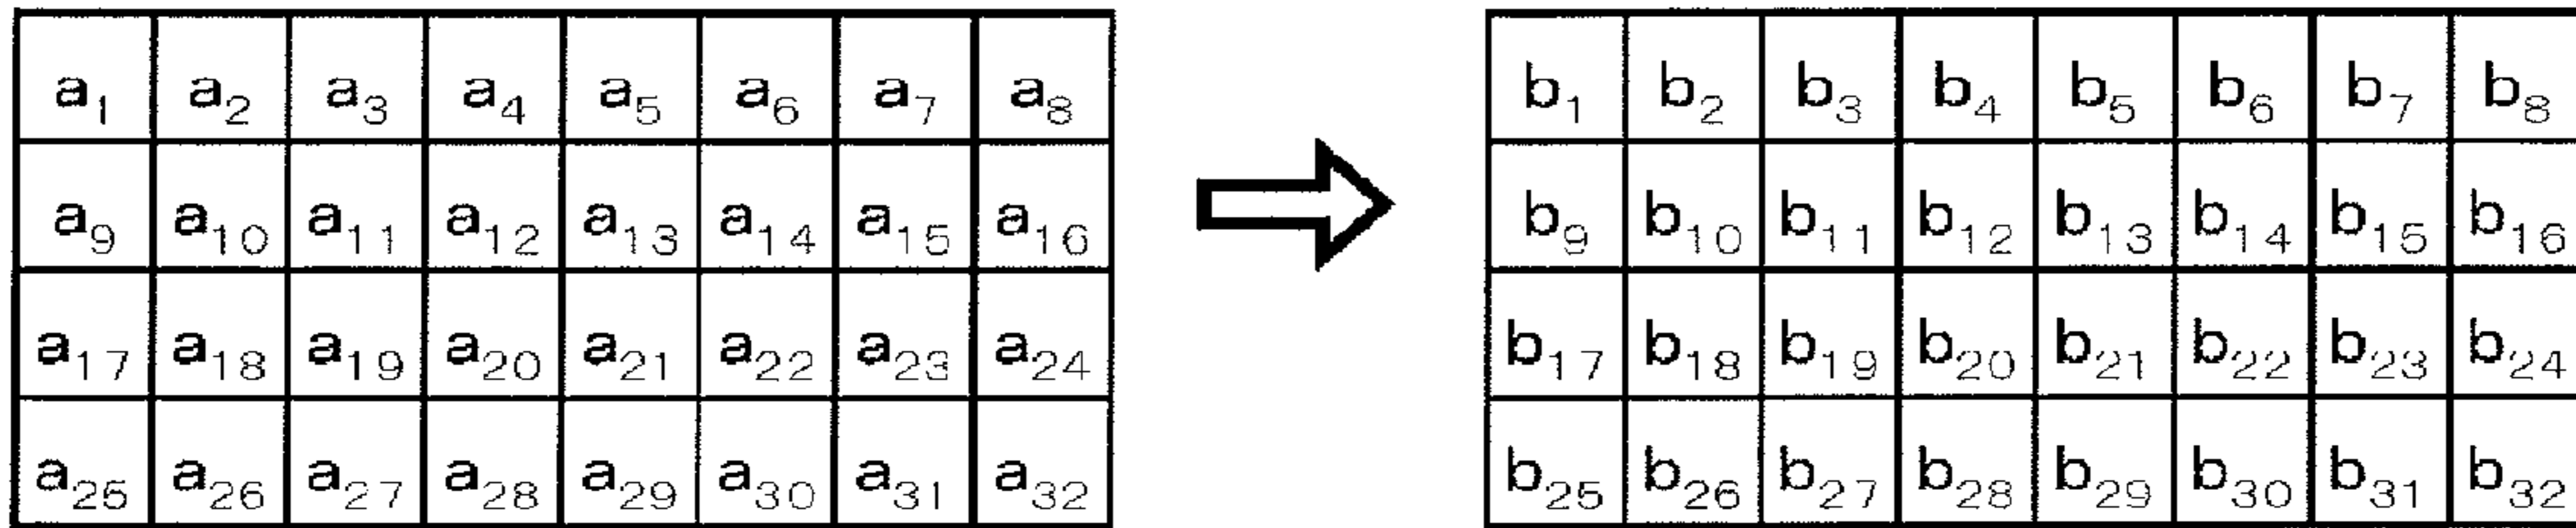 a₁ a₂ a₃ a₄ a₅ a₆ a₇ a₈ b₁ b₂ b₃ b₄ b₅ b₆ b₇ b₈
a₉ a₁₀ a₁₁ a₁₂ a₁₃ a₁₄ a₁₅ a₁₆ b₉ b₁₀ b₁₁ b₁₂ b₁₃ b₁₄ b₁₅ b₁₆
a₁₇ a₁₈ a₁₉ a₂₀ a₂₁ a₂₂ a₂₃ a₂₄ b₁₇ b₁₈ b₁₉ b₂₀ b₂₁ b₂₂ b₂₃ b₂₄
a₂₅ a₂₆ a₂₇ a₂₈ a₂₉ a₃₀ a₃₁ a₃₂ b₂₅ b₂₆ b₂₇ b₂₈ b₂₉ b₃₀ b₃₁ b₃₂